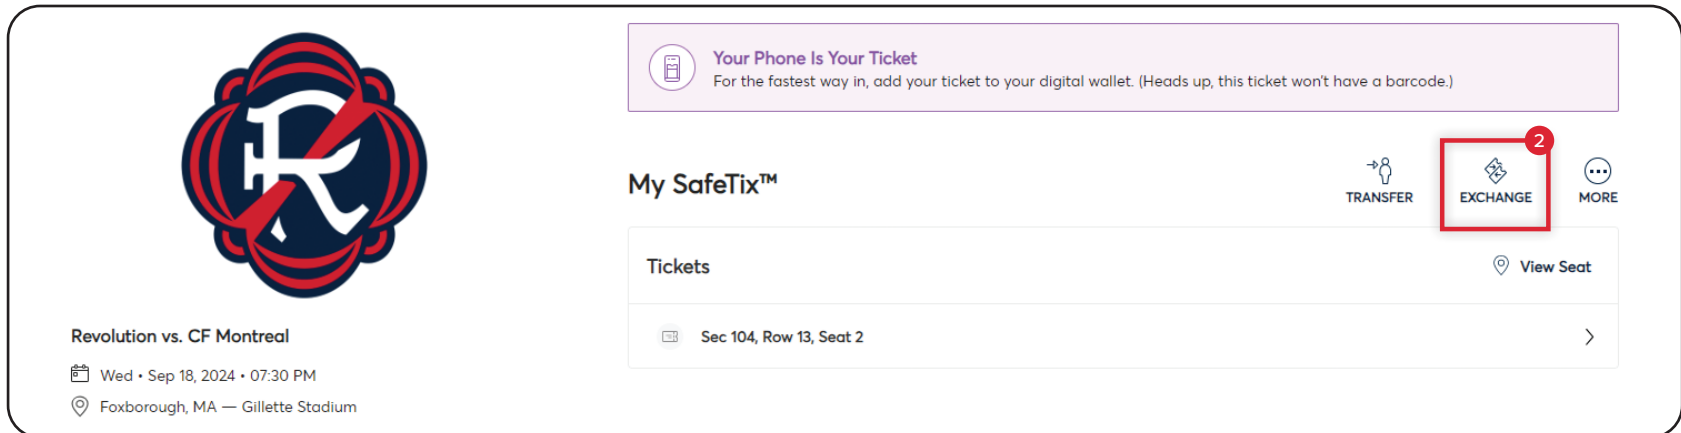 Your Phone Is Your Ticket
For the fastest way in, add your ticket to your digital wallet. (Heads up, this ticket won't have a barcode.)
2
My SafeTix™
TRANSFER
EXCHANGE
MORE
Tickets
View Seat
Sec 104, Row 13, Seat 2
R
Revolution vs. CF Montreal
Wed • Sep 18, 2024 • 07:30 PM
Foxborough, MA — Gillette Stadium